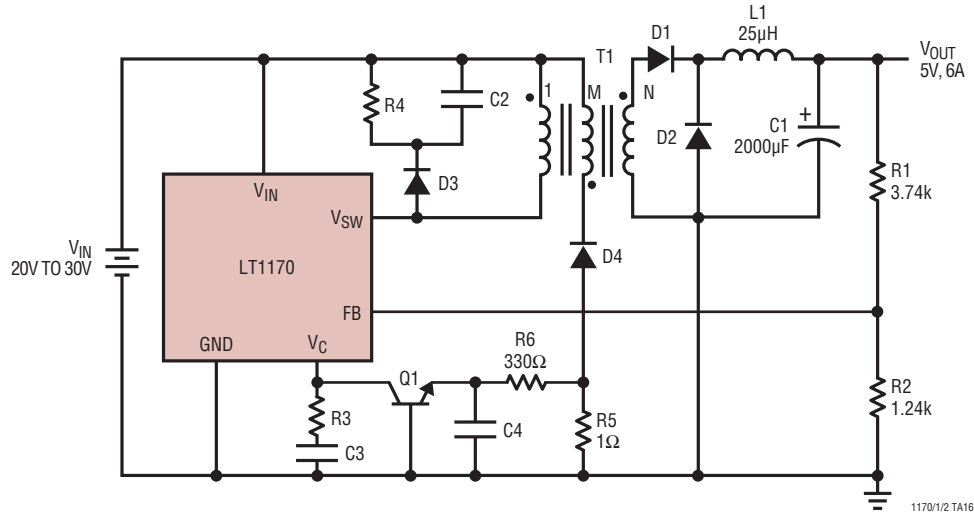 L1
25µH
D1
T1
V_OUT
5V, 6A
R4
C2
1
M
N
D2
C1
+
2000µF
D3
R1
3.74k
V_IN
V_SW
V_IN
20V TO 30V
LT1170
D4
FB
GND
V_C
R6
330Ω
Q1
R3
C3
C4
R5
1Ω
R2
1.24k
1170/1/2 TA16